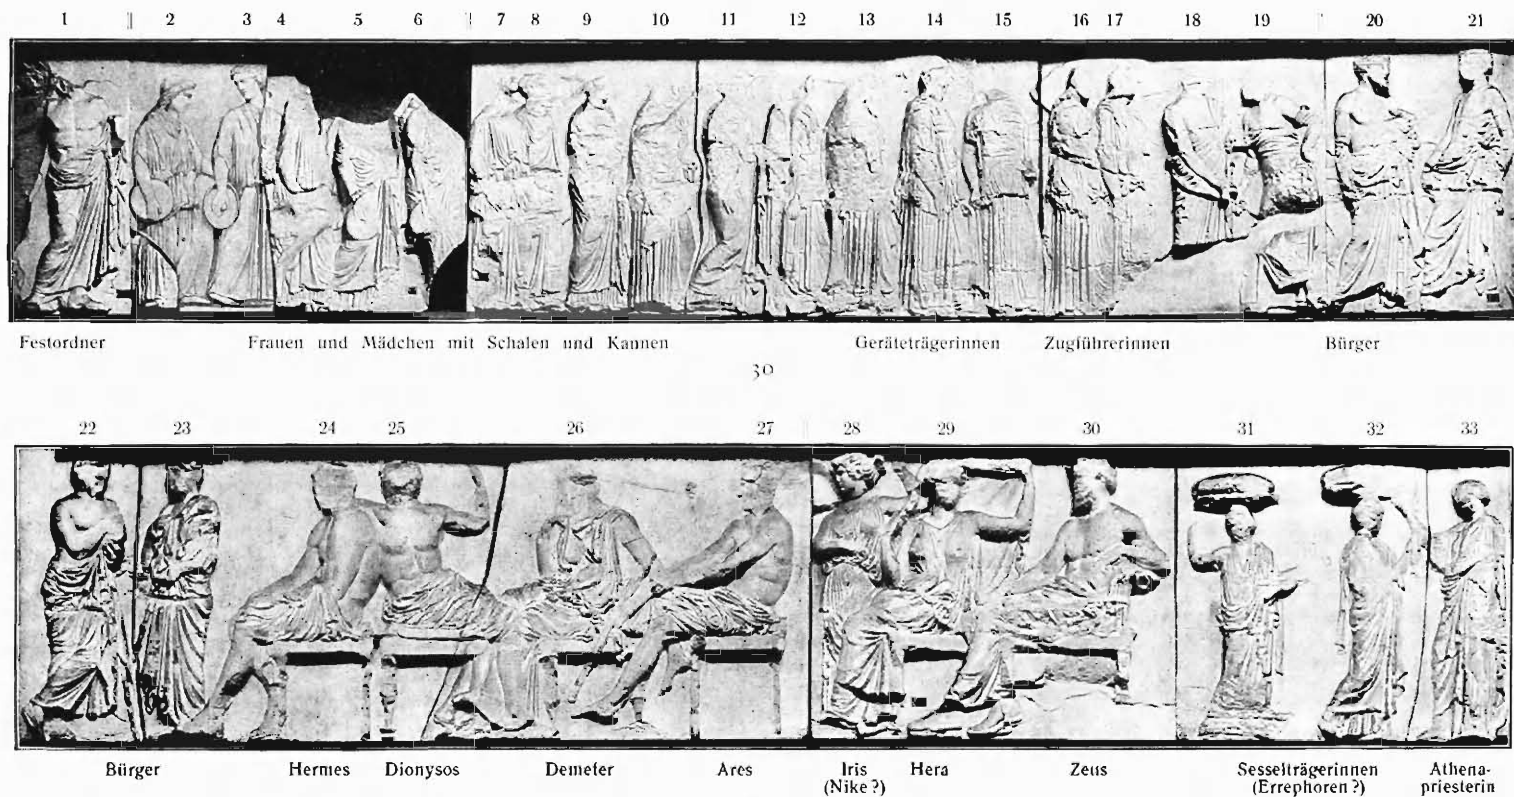 1 2 3 4 5 6 7 8 9 10 11 12 13 14 15 16 17 18 19 20 21
Festordner Frauen und Mädchen mit Schalen und Kannen Geräteträgerinnen Zugführerinnen Bürger
30
22 23 24 25 26 27 28 29 30 31 32 33
Bürger Hermes Dionysos Demeter Ares Iris Hera Zeus Sesselträgerinnen Athena-
(Nike?) (Errephoren?) priesterin